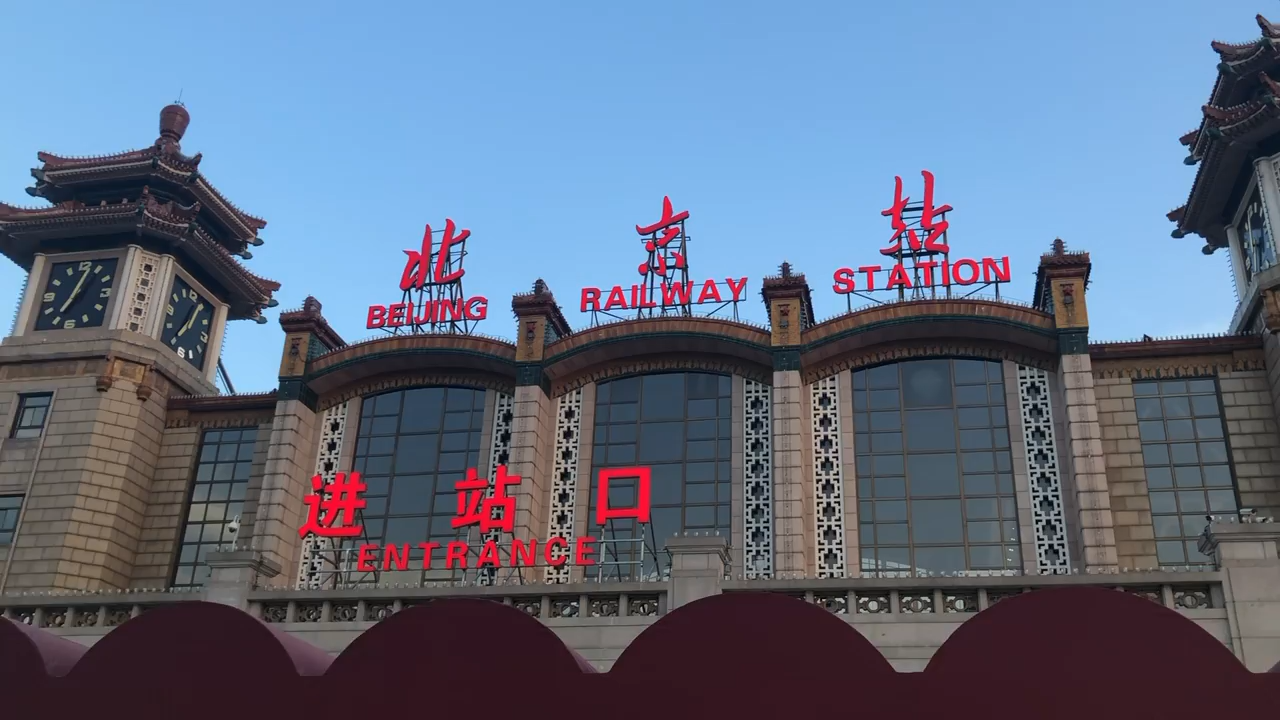 北 京 站
BEIJING RAILWAY STATION
进 站 口
ENTRANCE